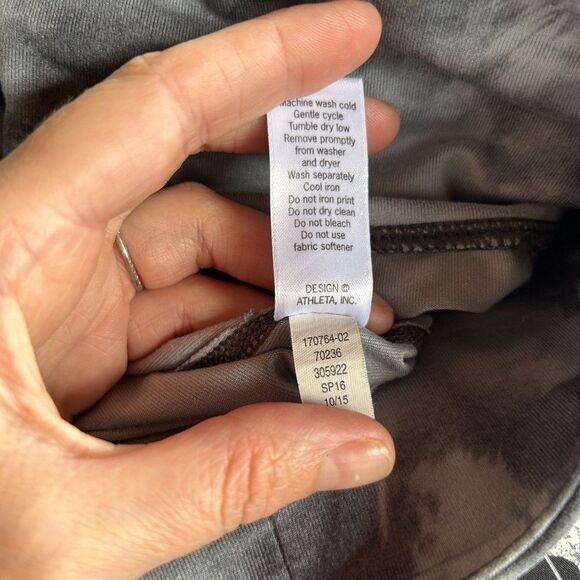 Machine wash cold
Gentle cycle
Tumble dry low
Remove promptly
from washer
and dryer
Wash separately
Cool iron
Do not iron print
Do not dry clean
Do not bleach
Do not use
fabric softener
DESIGN ©
ATHLETA, INC.
170764-02
70236
305922
SP16
10/15